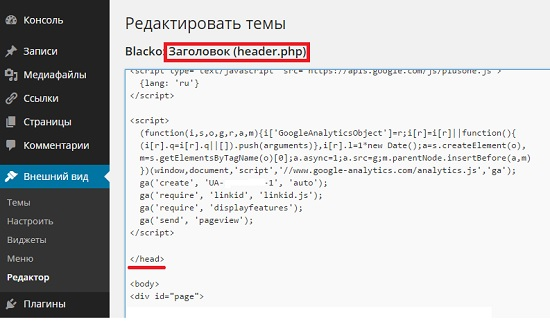 Консоль
Записи
Медиафайлы
Ссылки
Страницы
Комментарии
Внешний вид
Темы
Настроить
Виджеты
Меню
Редактор
Плагины
Редактировать темы
Blacko: Заголовок (header.php)
<script type="text/javascript" src="https://apis.google.com/js/plusone.js">
{lang: 'ru'}
</script>
<script>
(function(i,s,o,g,r,a,m){i['GoogleAnalyticsObject']=r;i[r]=i[r]||function(){
(i[r].q=i[r].q||[]).push(arguments)},i[r].l=1*new Date();a=s.createElement(o),
m=s.getElementsByTagName(o)[0];a.async=1;a.src=g;m.parentNode.insertBefore(a,m)
})(window,document,'script','//www.google-analytics.com/analytics.js','ga');
ga('create', 'UA- -1', 'auto');
ga('require', 'linkid', 'linkid.js');
ga('require', 'displayfeatures');
ga('send', 'pageview');
</script>
</head>
<body>
<div id="page">